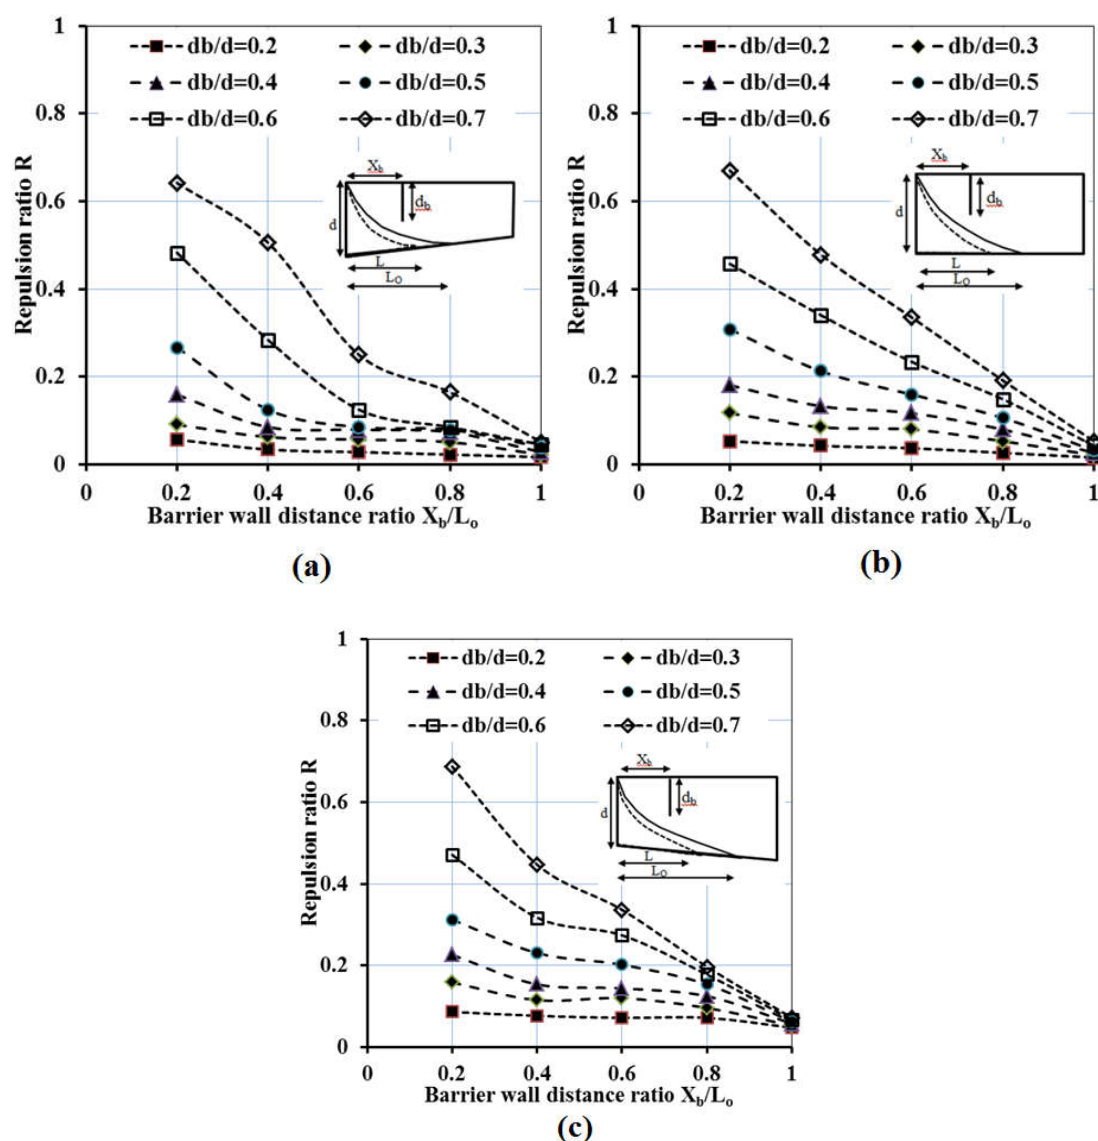 1
db/d=0.2 db/d=0.3
db/d=0.4 db/d=0.5
db/d=0.6 db/d=0.7
0.8
0.6
0.4
0.2
0
Repulsion ratio R
Xb
db
d
L
LO
0 0.2 0.4 0.6 0.8 1
Barrier wall distance ratio Xb/Lo
(a)
1
db/d=0.2 db/d=0.3
db/d=0.4 db/d=0.5
db/d=0.6 db/d=0.7
0.8
0.6
0.4
0.2
0
Repulsion ratio R
Xb
db
d
L
LO
0 0.2 0.4 0.6 0.8 1
Barrier wall distance ratio Xb/Lo
(b)
1
db/d=0.2 db/d=0.3
db/d=0.4 db/d=0.5
db/d=0.6 db/d=0.7
0.8
0.6
0.4
0.2
0
Repulsion ratio R
Xb
db
d
L
LO
0 0.2 0.4 0.6 0.8 1
Barrier wall distance ratio Xb/Lo
(c)